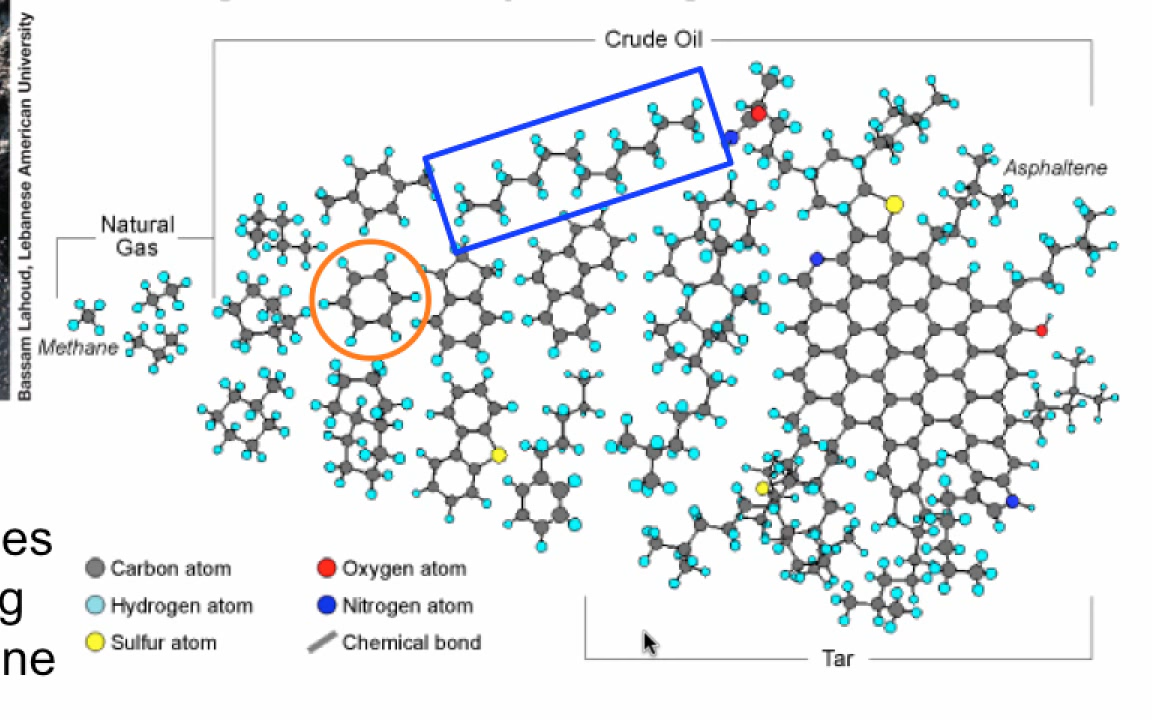 Bassam Lahoud, Lebanese American University
Crude Oil
Asphaltene
Natural
Gas
Methane
es
g
ne
Carbon atom
Oxygen atom
Hydrogen atom
Nitrogen atom
Sulfur atom
Chemical bond
Tar